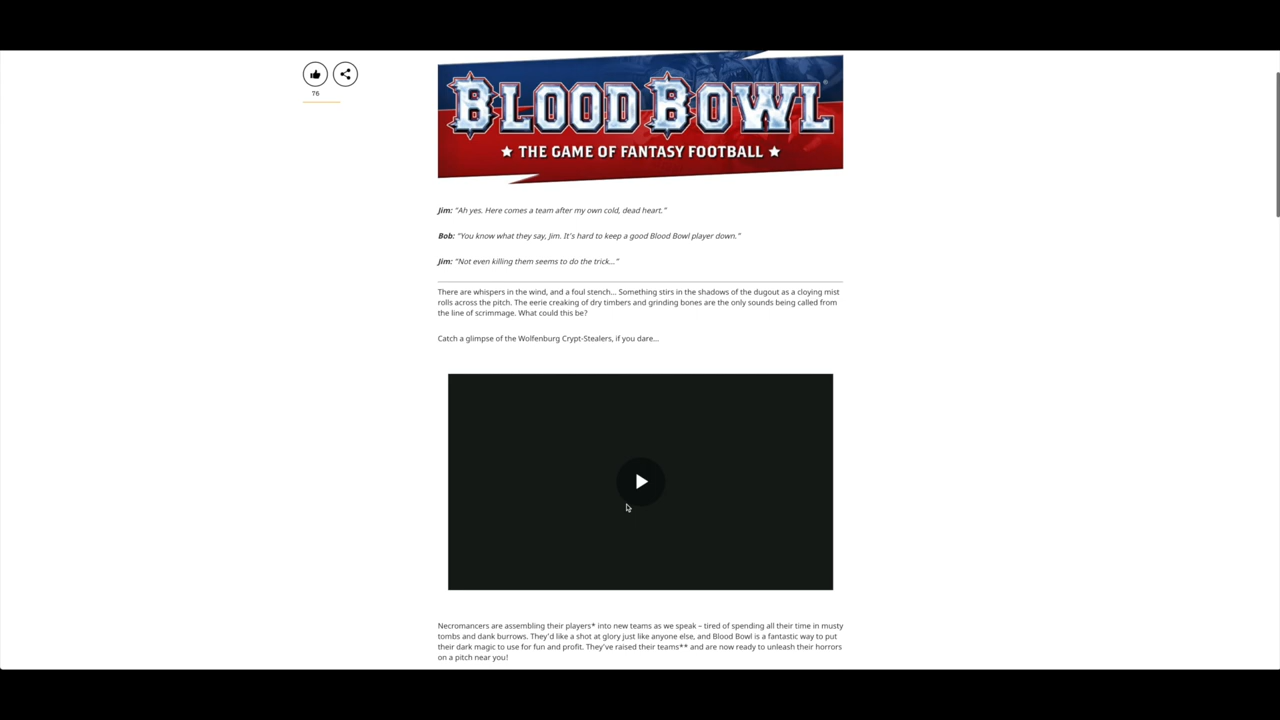 BLOOD BOWL®
★ THE GAME OF FANTASY FOOTBALL ★
76
Jim: “Ah yes. Here comes a team after my own cold, dead heart.”
Bob: “You know what they say, Jim. It’s hard to keep a good Blood Bowl player down.”
Jim: “Not even killing them seems to do the trick…”
There are whispers in the wind, and a foul stench… Something stirs in the shadows of the dugout as a cloying mist
rolls across the pitch. The eerie creaking of dry timbers and grinding bones are the only sounds being called from
the line of scrimmage. What could this be?
Catch a glimpse of the Wolfenburg Crypt-Stealers, if you dare…
Necromancers are assembling their players* into new teams as we speak – tired of spending all their time in musty
tombs and dank burrows. They’d like a shot at glory just like anyone else, and Blood Bowl is a fantastic way to put
their dark magic to use for fun and profit. They’ve raised their teams** and are now ready to unleash their horrors
on a pitch near you!